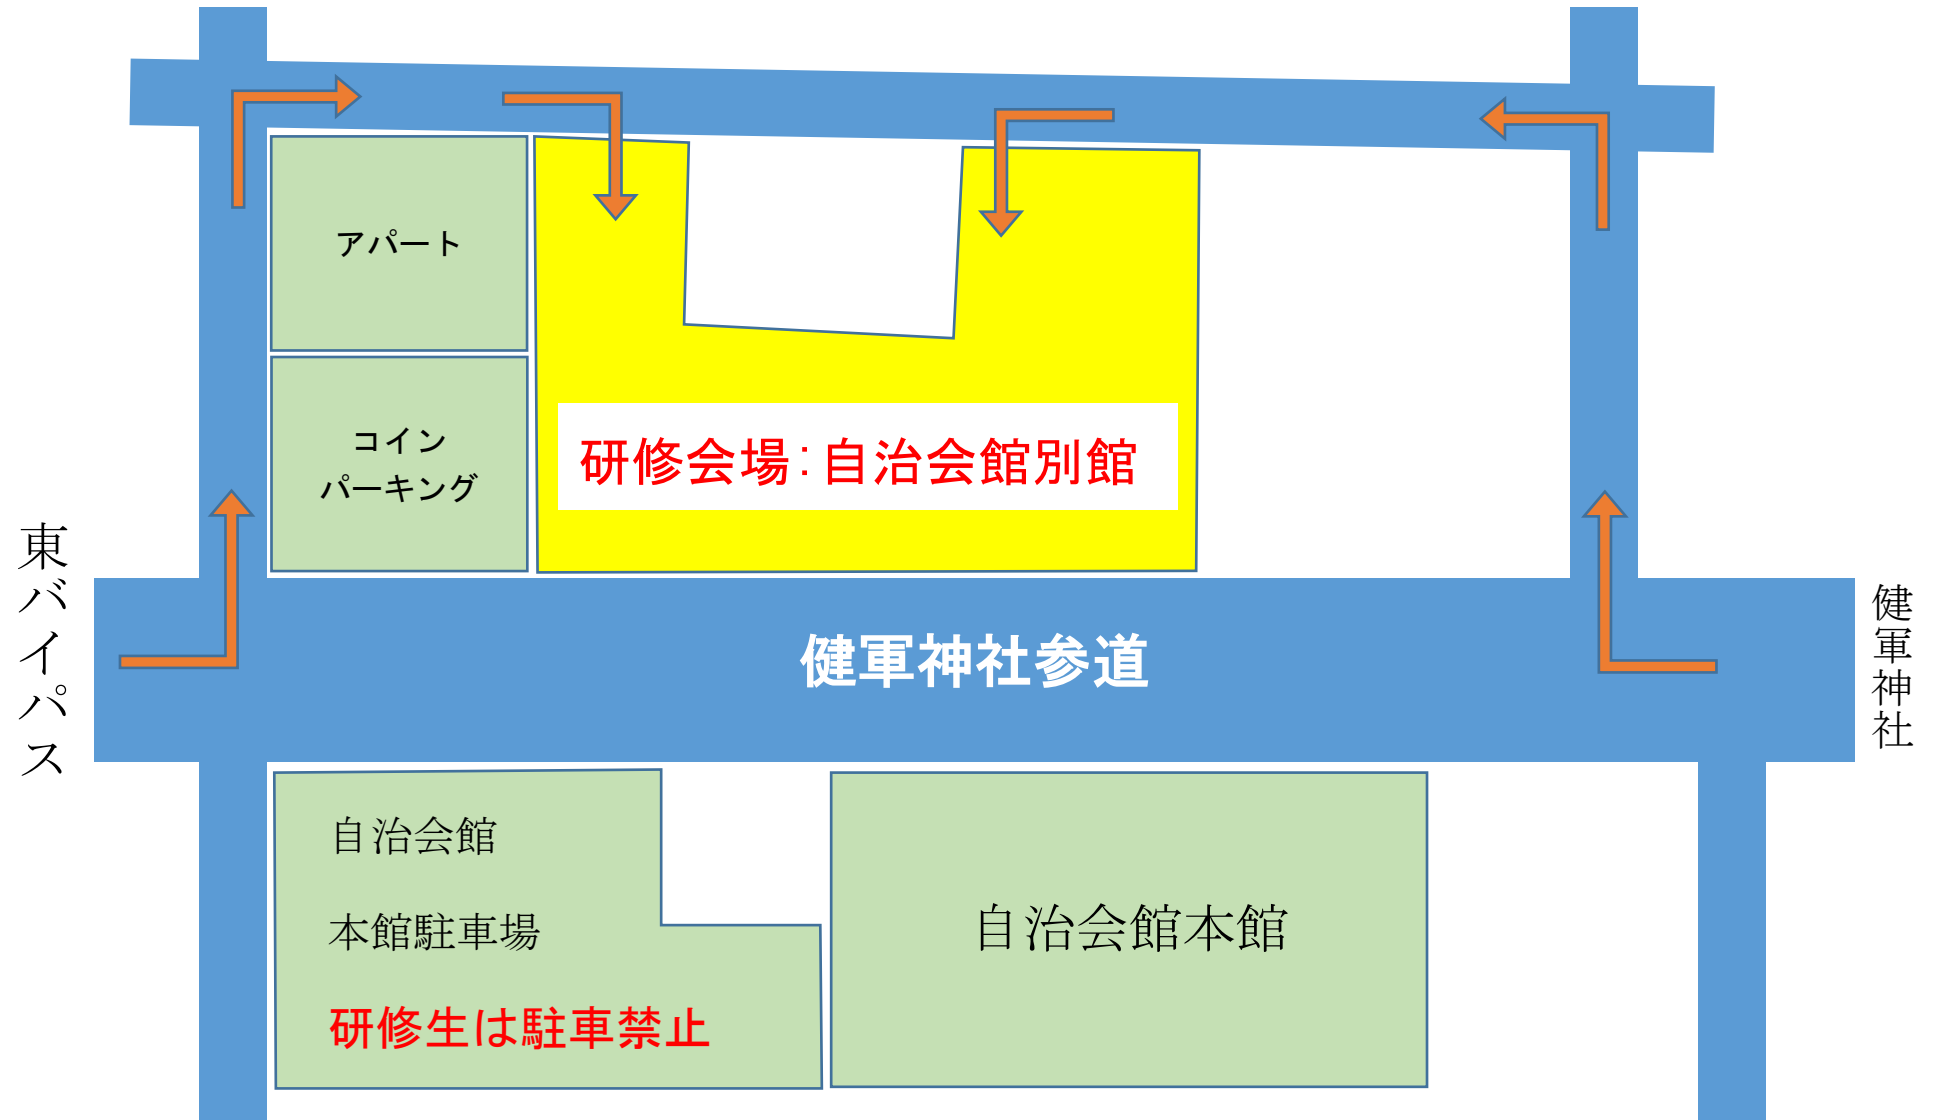 アパート
コイン
パーキング
研修会場：自治会館別館
東バイパス
健軍神社参道
健軍神社
自治会館
本館駐車場
研修生は駐車禁止
自治会館本館